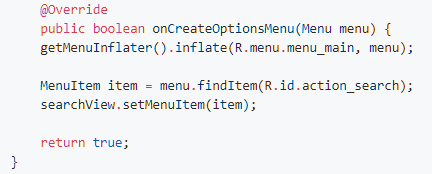 @Override
public boolean onCreateOptionsMenu(Menu menu) {
getMenuInflater().inflate(R.menu.menu_main, menu);
MenuItem item = menu.findItem(R.id.action_search);
searchView.setMenuItem(item);
return true;
}